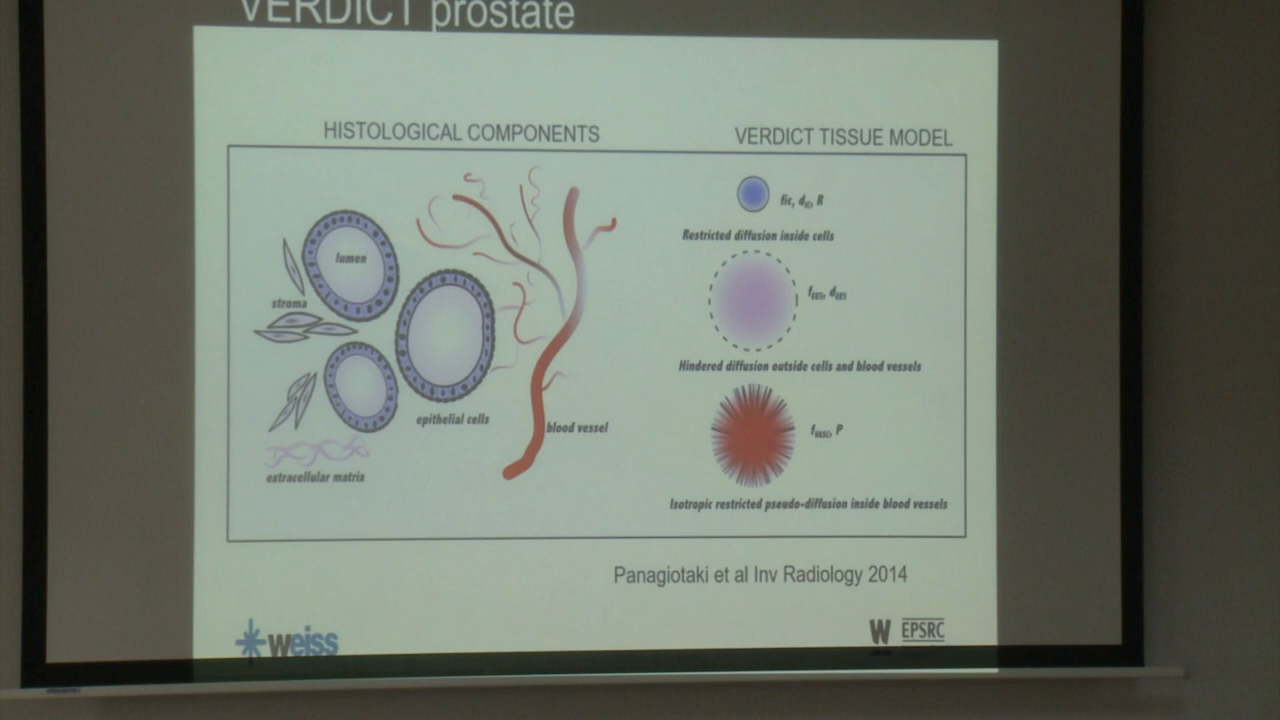 VERDICT prostate
HISTOLOGICAL COMPONENTS
VERDICT TISSUE MODEL
lumen
stroma
epithelial cells
blood vessel
extracellular matrix
fic, dIC, R
Restricted diffusion inside cells
fEES, dEES
Hindered diffusion outside cells and blood vessels
fVASC, P
Isotropic restricted pseudo-diffusion inside blood vessels
Panagiotaki et al Inv Radiology 2014
weiss
W
EPSRC